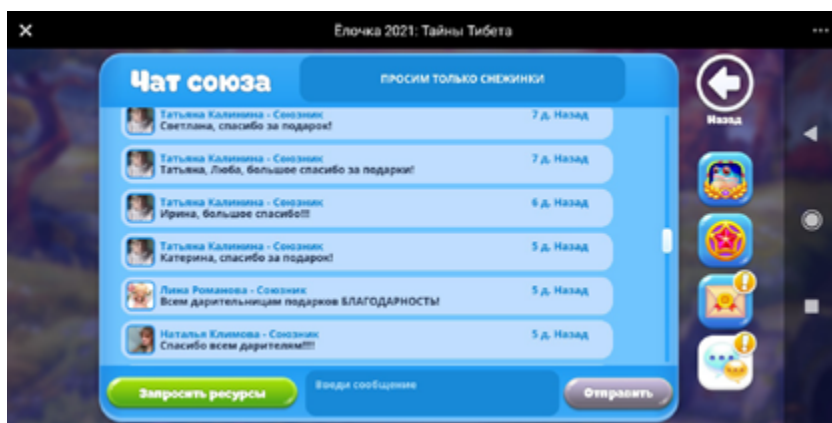 Ёлочка 2021: Тайны Тибета
Чат союза
ПРОСИМ ТОЛЬКО СНЕЖИНКИ
Назад
Татьяна Калинина - Союзник 7 д. Назад
Светлана, спасибо за подарок!
Татьяна Калинина - Союзник 7 д. Назад
Татьяна, Люба, большое спасибо за подарки!
Татьяна Калинина - Союзник 6 д. Назад
Ирина, большое спасибо!!!
Татьяна Калинина - Союзник 5 д. Назад
Катерина, спасибо за подарок!
Лина Романова - Союзник 5 д. Назад
Всем дарительницам подарков БЛАГОДАРНОСТЬ!
Наталья Климова - Союзник 5 д. Назад
Спасибо всем дарителям!!!!
Запросить ресурсы
Введи сообщение
Отправить